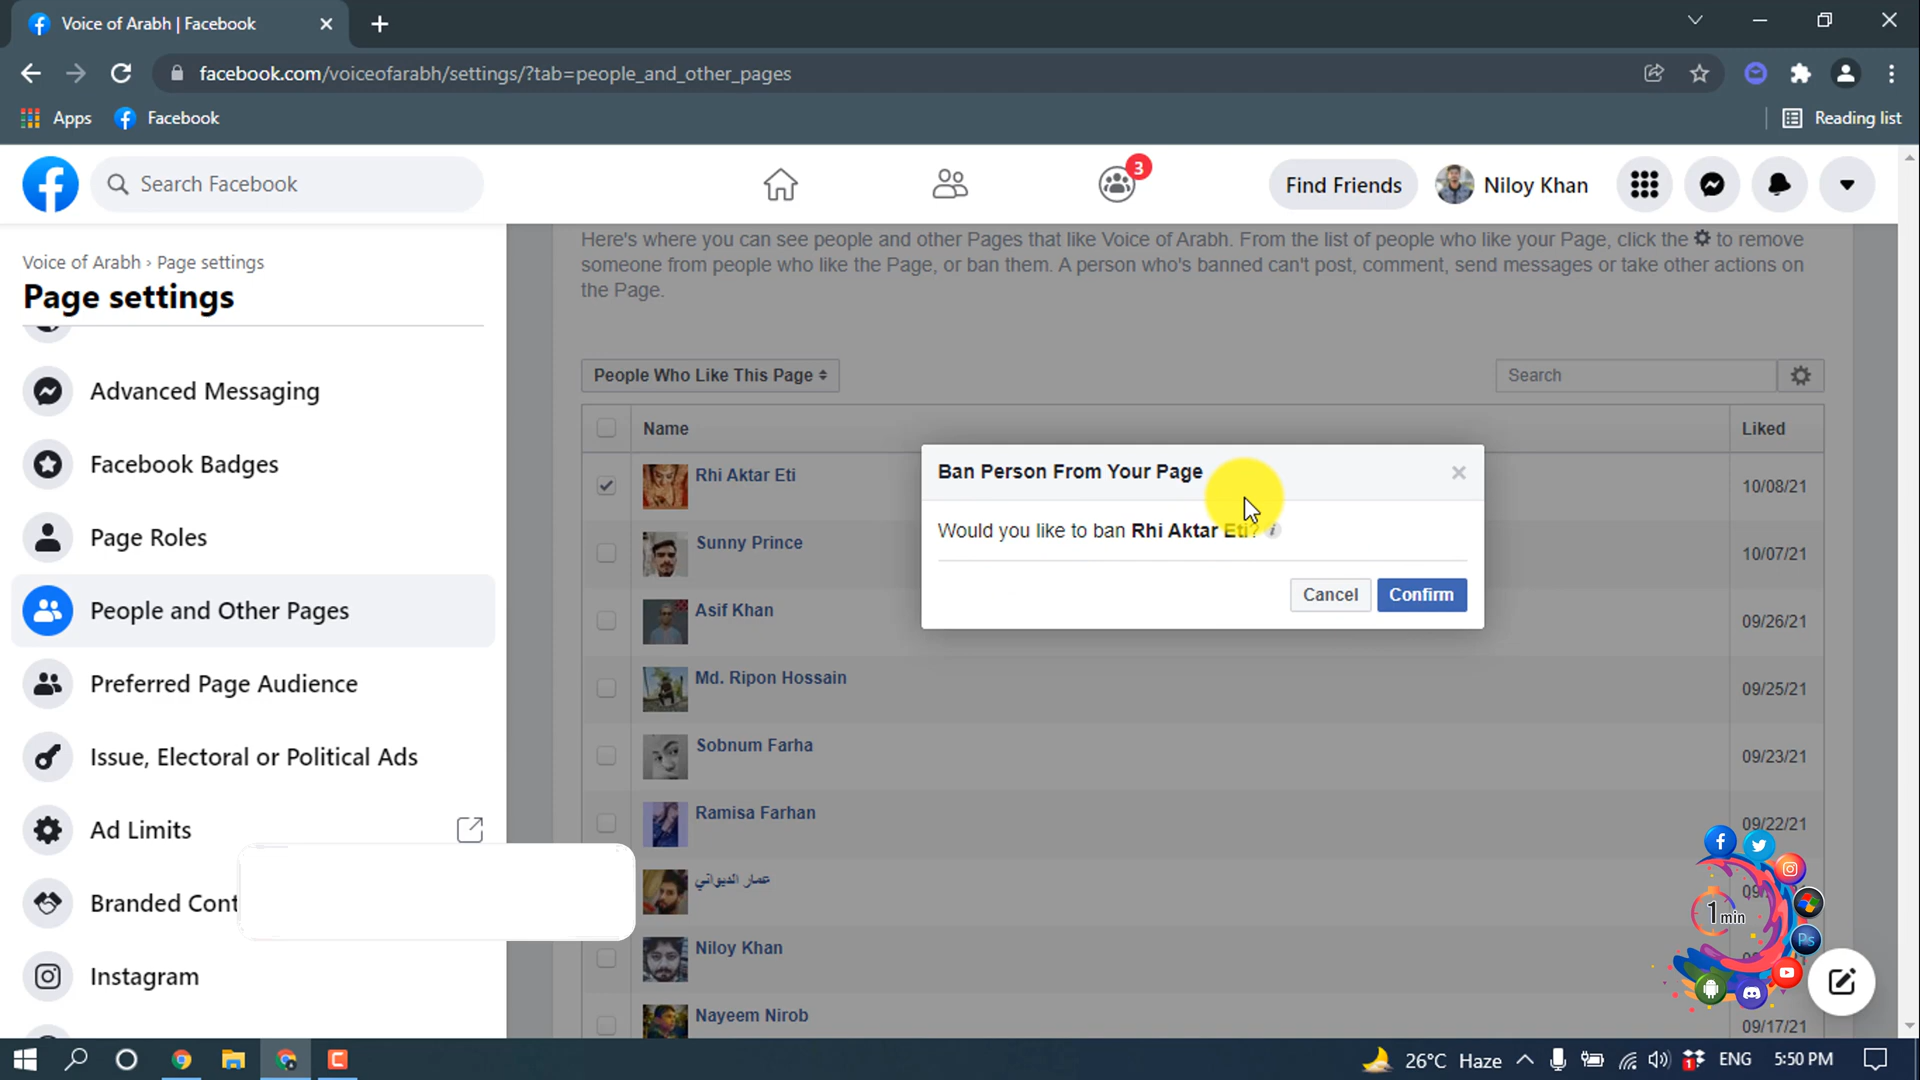 Voice of Arabh | Facebook
facebook.com/voiceofarabh/settings/?tab=people_and_other_pages
Apps
Facebook
Reading list
Search Facebook
3
Find Friends
Niloy Khan
Voice of Arabh › Page settings
Page settings
Advanced Messaging
Facebook Badges
Page Roles
People and Other Pages
Preferred Page Audience
Issue, Electoral or Political Ads
Ad Limits
Branded Cont
Instagram
Here's where you can see people and other Pages that like Voice of Arabh. From the list of people who like your Page, click the to remove
someone from people who like the Page, or ban them. A person who's banned can't post, comment, send messages or take other actions on
the Page.
People Who Like This Page
Search
Name
Liked
Rhi Aktar Eti
10/08/21
Sunny Prince
10/07/21
Asif Khan
09/26/21
Md. Ripon Hossain
09/25/21
Sobnum Farha
09/23/21
Ramisa Farhan
09/22/21
عمار الديواني
Niloy Khan
Nayeem Nirob
09/17/21
Ban Person From Your Page
Would you like to ban Rhi Aktar Eti?
Cancel
Confirm
1 min
Ps
26°C Haze
ENG
5:50 PM